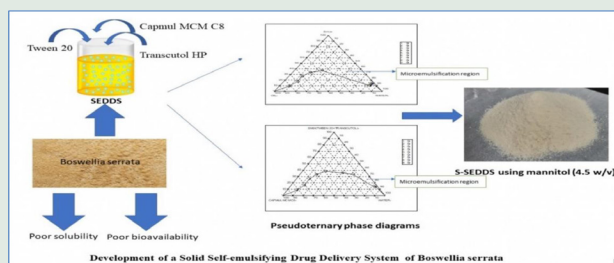 Capmul MCM C8
Tween 20
Transcutol HP
SEDDS
Boswellia serrata
Poor solubility
Poor bioavailability
Microemulsification region
Microemulsification region
Pseudoternary phase diagrams
S-SEDDS using mannitol (4.5 w/v)
Development of a Solid Self-emulsifying Drug Delivery System of Boswellia serrata